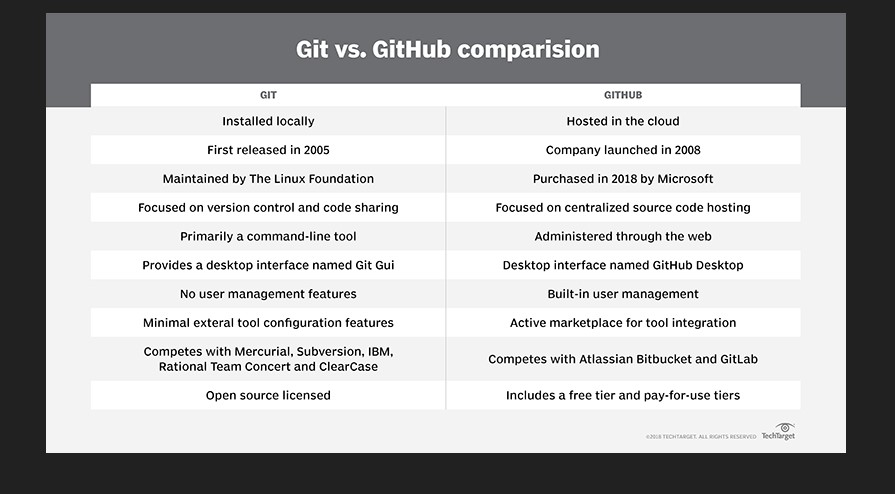 Git vs. GitHub comparision
GIT GITHUB
Installed locally Hosted in the cloud
First released in 2005 Company launched in 2008
Maintained by The Linux Foundation Purchased in 2018 by Microsoft
Focused on version control and code sharing Focused on centralized source code hosting
Primarily a command-line tool Administered through the web
Provides a desktop interface named Git Gui Desktop interface named GitHub Desktop
No user management features Built-in user management
Minimal exteral tool configuration features Active marketplace for tool integration
Competes with Mercurial, Subversion, IBM,
Rational Team Concert and ClearCase Competes with Atlassian Bitbucket and GitLab
Open source licensed Includes a free tier and pay-for-use tiers
©2018 TECHTARGET. ALL RIGHTS RESERVED TechTarget